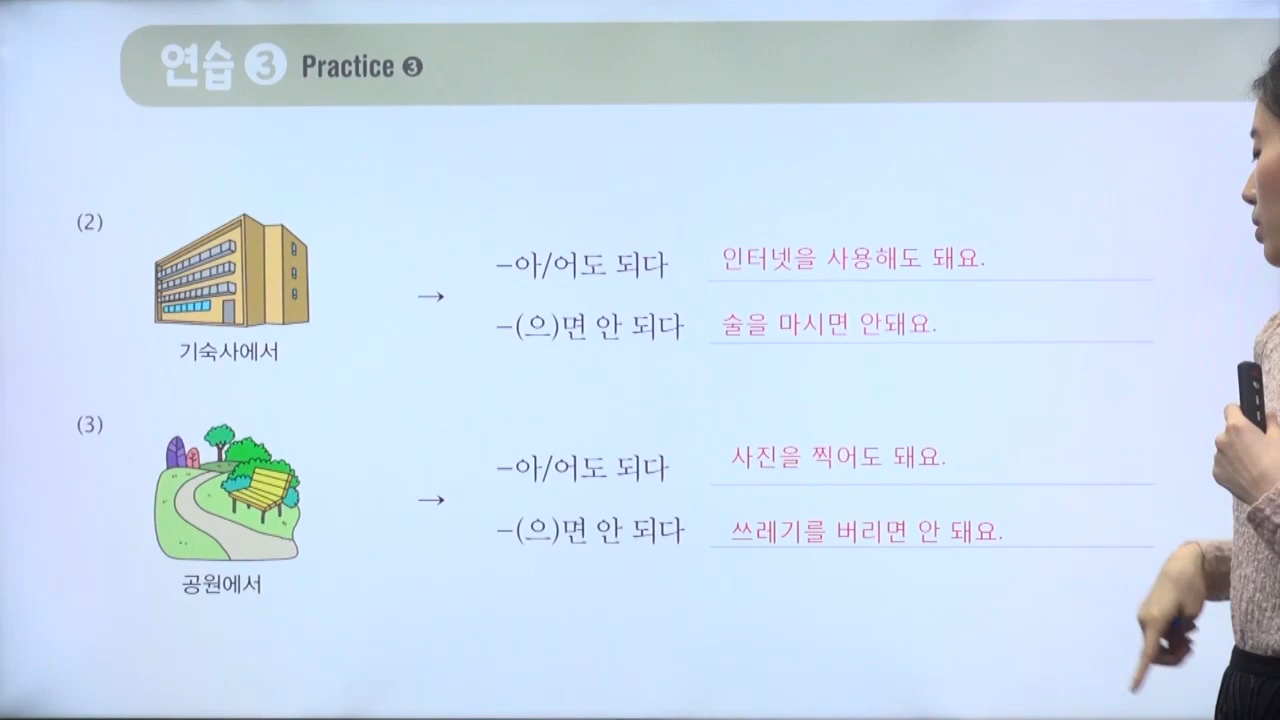 연습 3 Practice ❸
(2)
–아/어도 되다 인터넷을 사용해도 돼요.
→
–(으)면 안 되다 술을 마시면 안돼요.
기숙사에서
(3)
–아/어도 되다 사진을 찍어도 돼요.
→
–(으)면 안 되다 쓰레기를 버리면 안 돼요.
공원에서